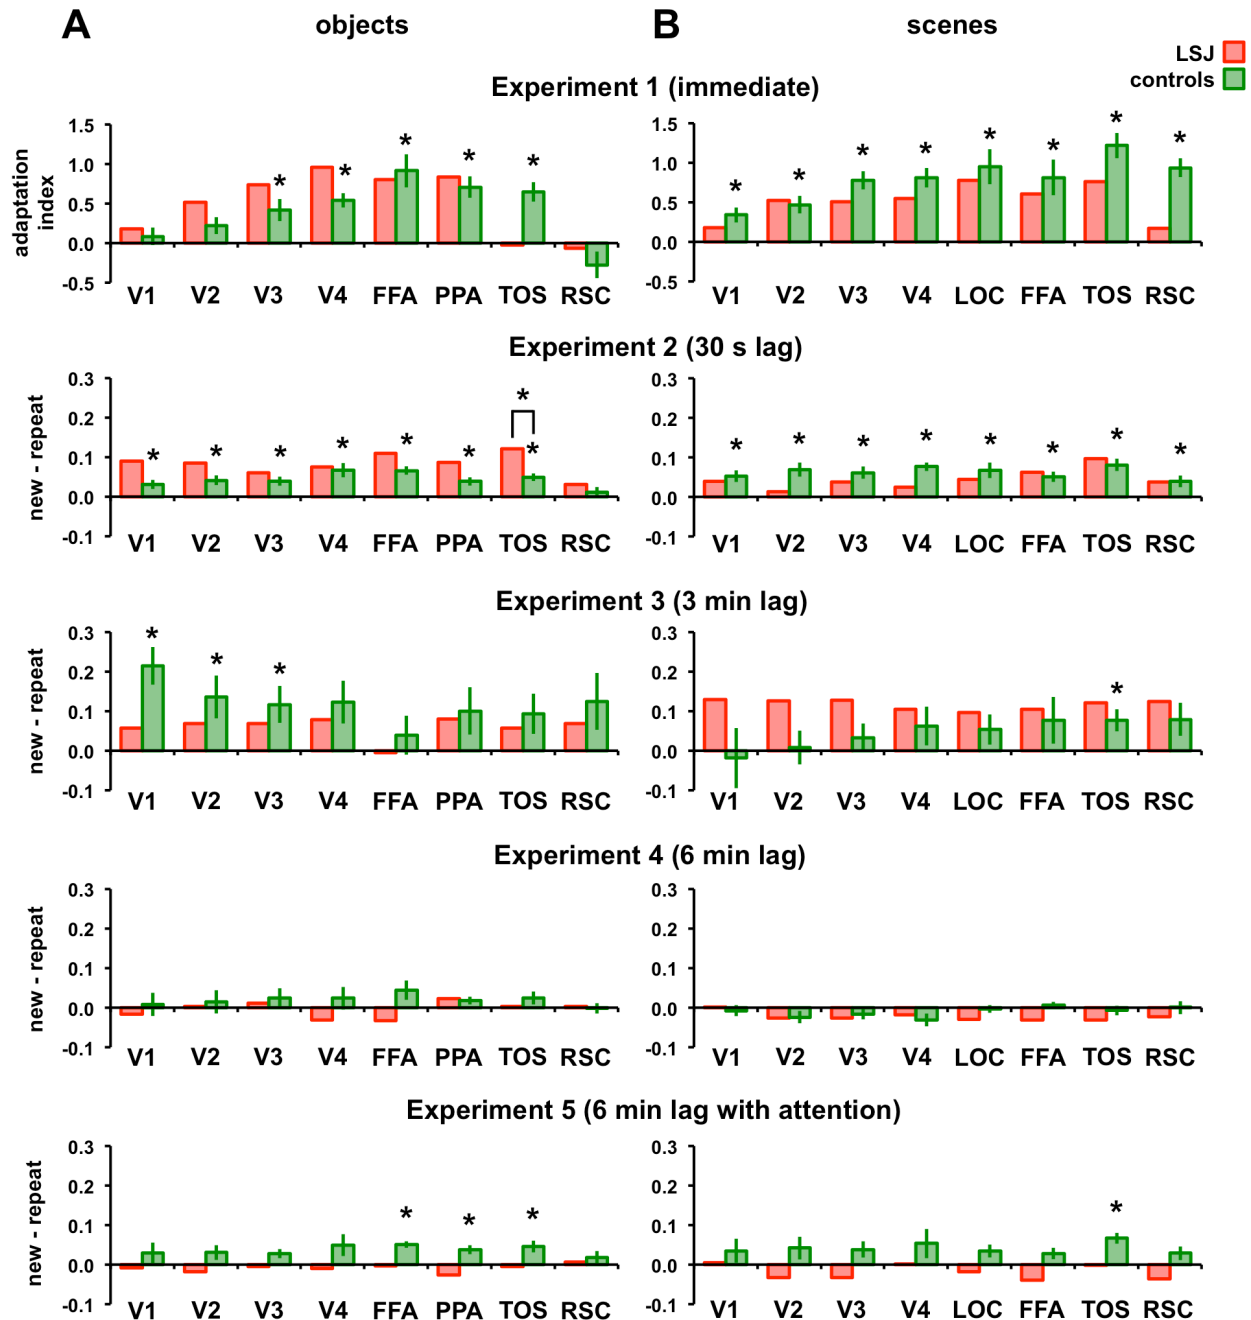 A objects B scenes
LSJ
controls
Experiment 1 (immediate)
adaptation
index
1.5
1.0
0.5
0.0
-0.5
V1 V2 V3 V4 FFA PPA TOS RSC
* * * * * *
1.5
1.0
0.5
0.0
-0.5
V1 V2 V3 V4 LOC FFA TOS RSC
* * * * * * * *
Experiment 2 (30 s lag)
new - repeat
0.3
0.2
0.1
0.0
-0.1
V1 V2 V3 V4 FFA PPA TOS RSC
*
* * * * * * *
0.3
0.2
0.1
0.0
-0.1
V1 V2 V3 V4 LOC FFA TOS RSC
* * * * * * * *
Experiment 3 (3 min lag)
new - repeat
0.3
0.2
0.1
0.0
-0.1
V1 V2 V3 V4 FFA PPA TOS RSC
* * *
0.3
0.2
0.1
0.0
-0.1
V1 V2 V3 V4 LOC FFA TOS RSC
*
Experiment 4 (6 min lag)
new - repeat
0.3
0.2
0.1
0.0
-0.1
V1 V2 V3 V4 FFA PPA TOS RSC
0.3
0.2
0.1
0.0
-0.1
V1 V2 V3 V4 LOC FFA TOS RSC
Experiment 5 (6 min lag with attention)
new - repeat
0.3
0.2
0.1
0.0
-0.1
V1 V2 V3 V4 FFA PPA TOS RSC
* * *
0.3
0.2
0.1
0.0
-0.1
V1 V2 V3 V4 LOC FFA TOS RSC
*